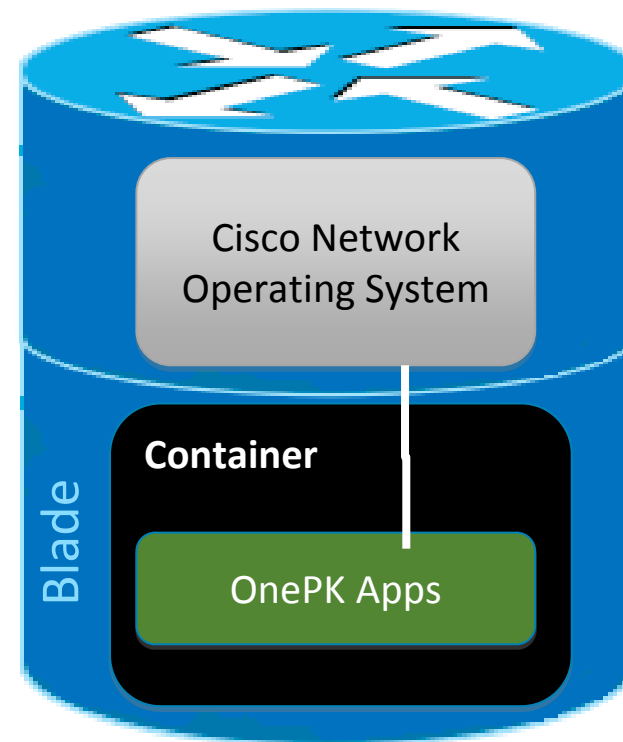 Cisco Network
Operating System
Container
Blade
OnePK Apps